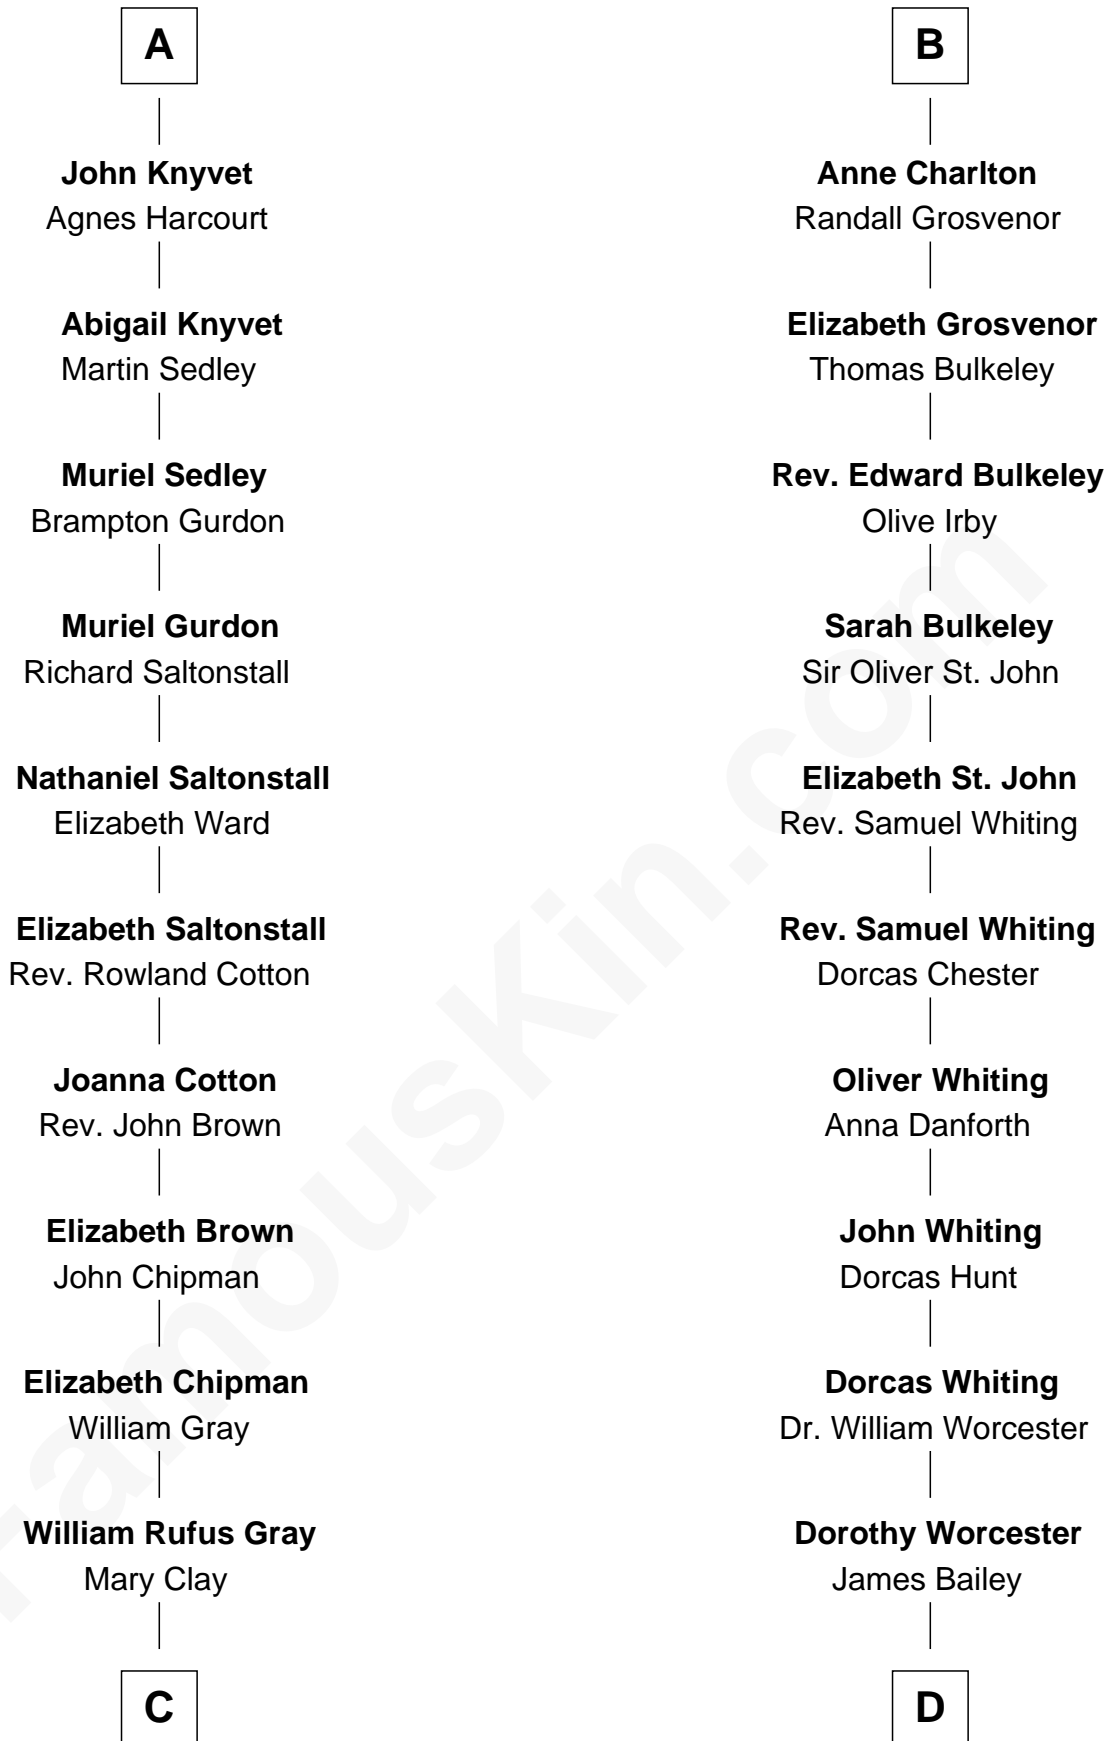 A
John Knyvet
Agnes Harcourt
Abigail Knyvet
Martin Sedley
Muriel Sedley
Brampton Gurdon
Muriel Gurdon
Richard Saltonstall
Nathaniel Saltonstall
Elizabeth Ward
Elizabeth Saltonstall
Rev. Rowland Cotton
Joanna Cotton
Rev. John Brown
Elizabeth Brown
John Chipman
Elizabeth Chipman
William Gray
William Rufus Gray
Mary Clay
C
B
Anne Charlton
Randall Grosvenor
Elizabeth Grosvenor
Thomas Bulkeley
Rev. Edward Bulkeley
Olive Irby
Sarah Bulkeley
Sir Oliver St. John
Elizabeth St. John
Rev. Samuel Whiting
Rev. Samuel Whiting
Dorcas Chester
Oliver Whiting
Anna Danforth
John Whiting
Dorcas Hunt
Dorcas Whiting
Dr. William Worcester
Dorothy Worcester
James Bailey
D
FamousKin.com